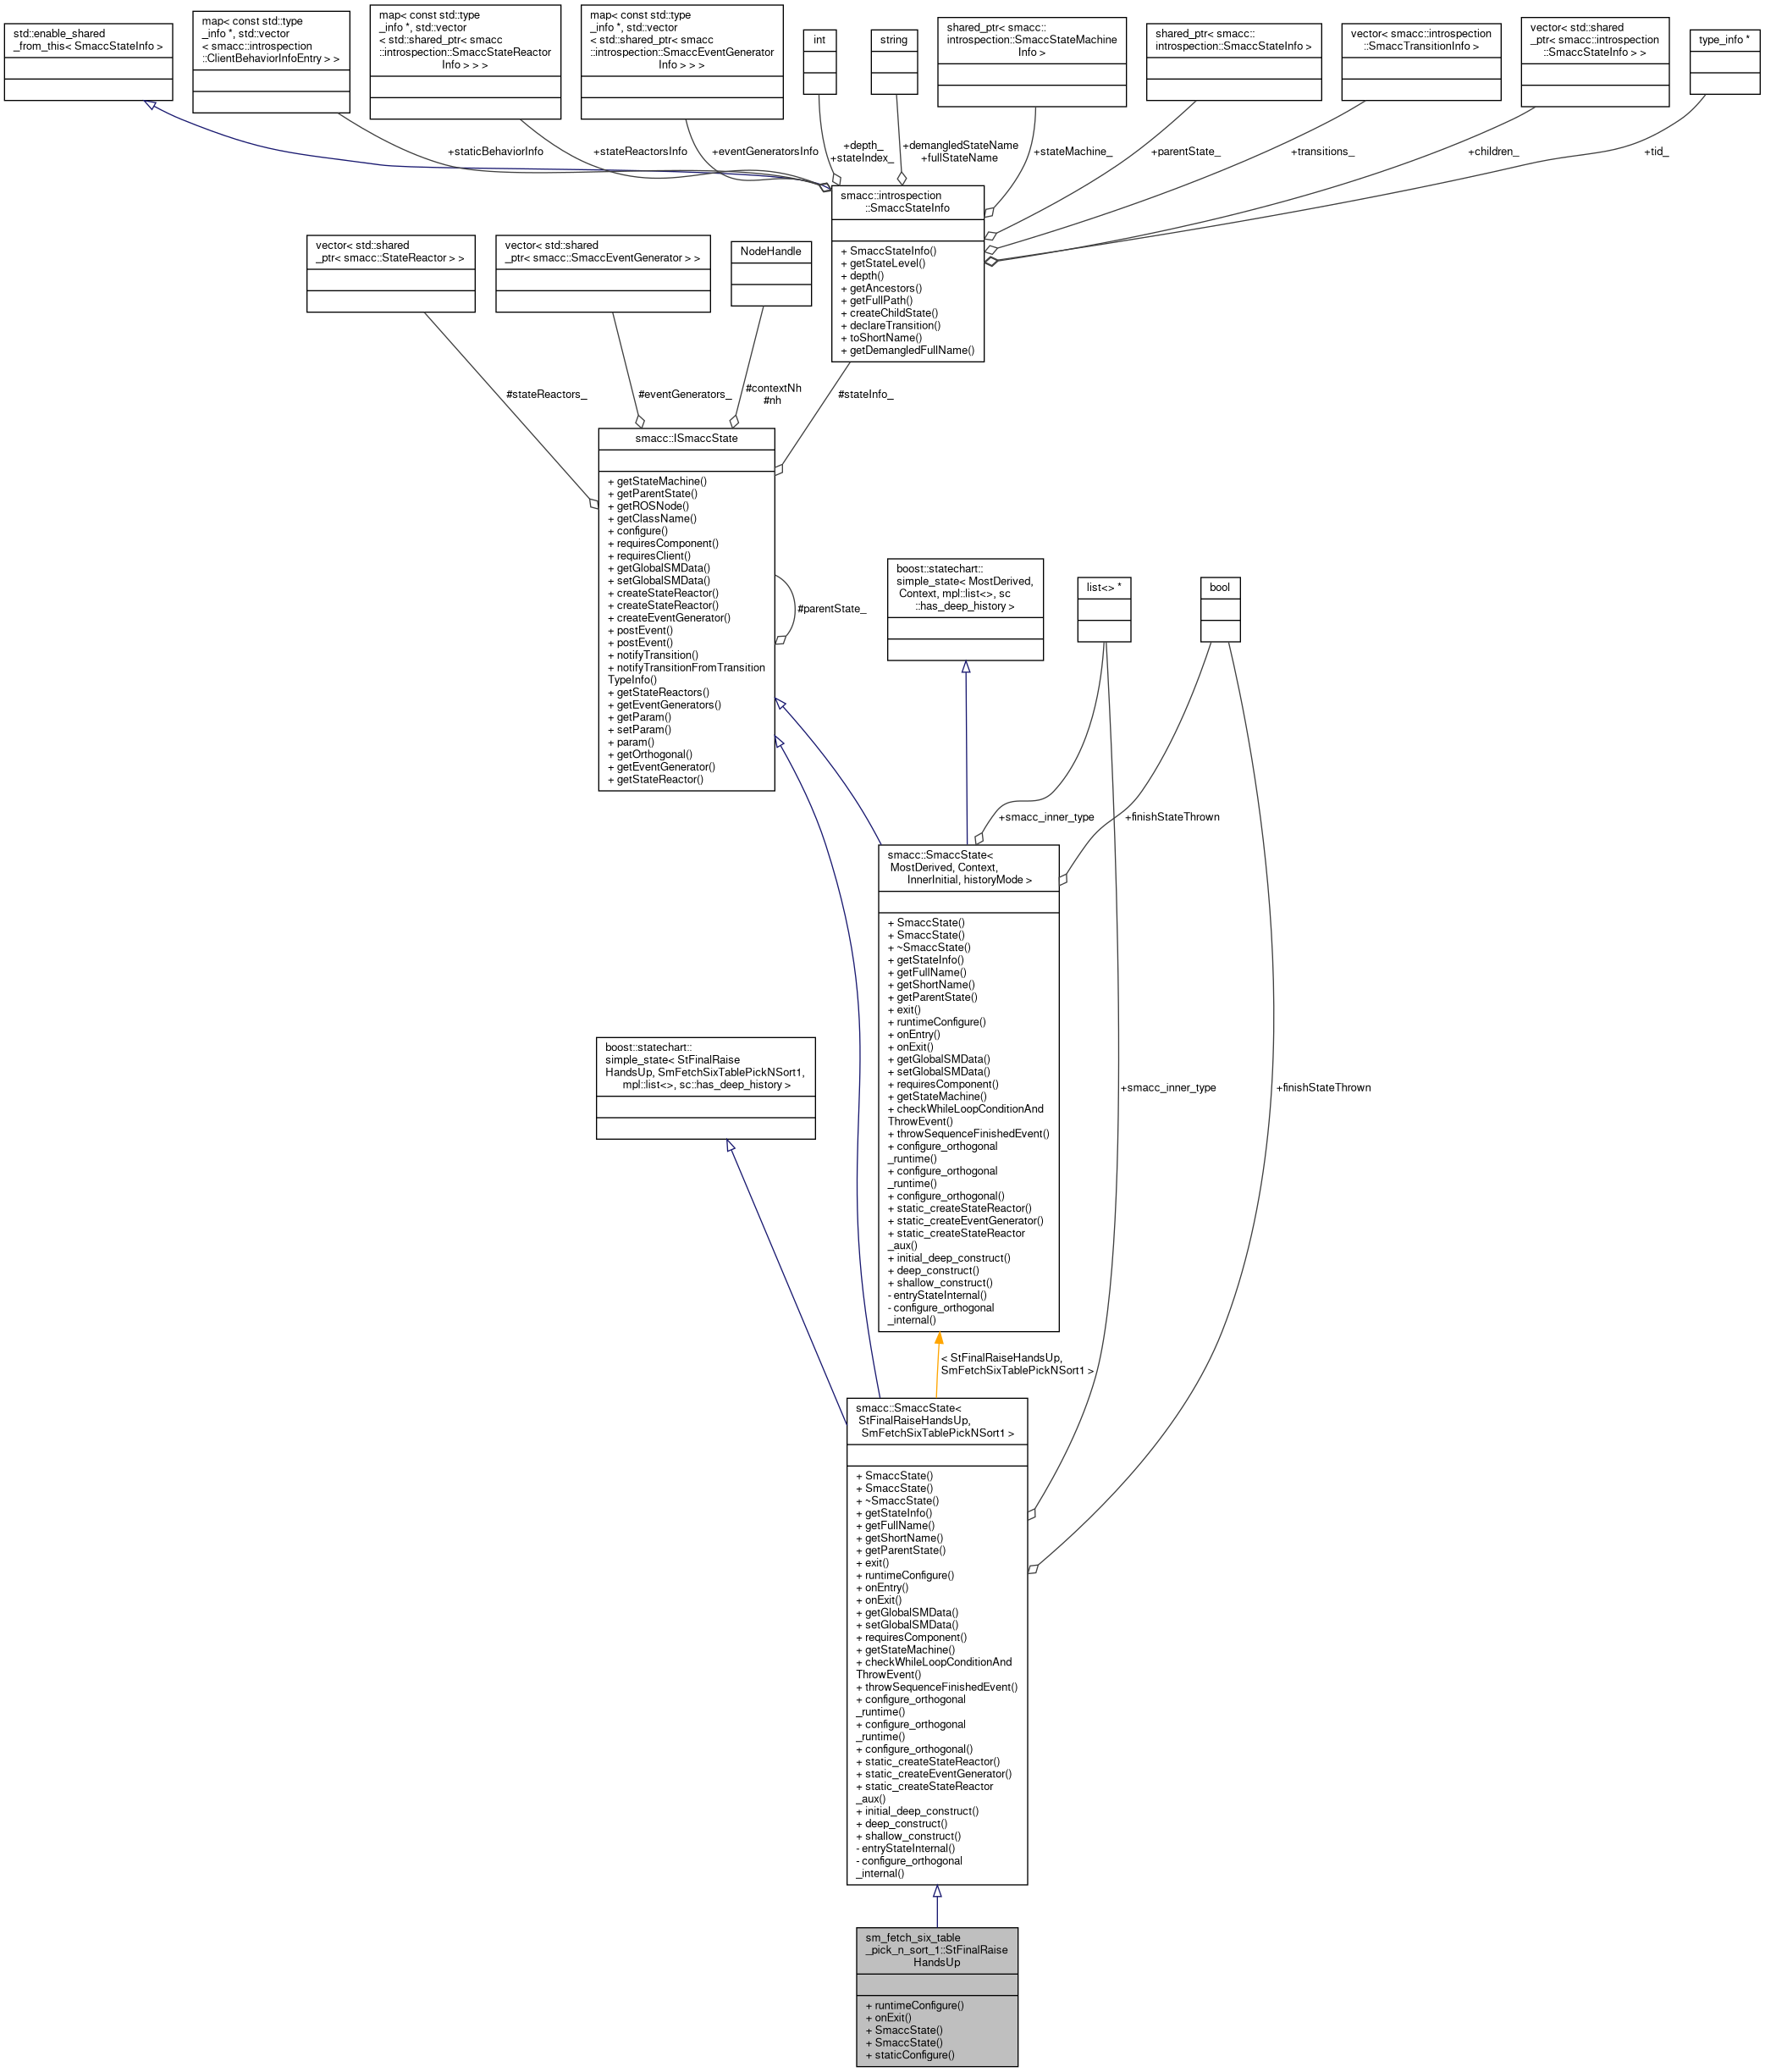 std::enable_shared
_from_this< SmaccStateInfo >
map< const std::type
_info *, std::vector
< smacc::introspection
::ClientBehaviorInfoEntry > >
map< const std::type
_info *, std::vector
< std::shared_ptr< smacc
::introspection::SmaccStateReactor
Info > > >
map< const std::type
_info *, std::vector
< std::shared_ptr< smacc
::introspection::SmaccEventGenerator
Info > > >
int
string
shared_ptr< smacc::
introspection::SmaccStateMachine
Info >
shared_ptr< smacc::
introspection::SmaccStateInfo >
vector< smacc::introspection
::SmaccTransitionInfo >
vector< std::shared
_ptr< smacc::introspection
::SmaccStateInfo > >
type_info *
+staticBehaviorInfo
+stateReactorsInfo
+eventGeneratorsInfo
+depth_
+stateIndex_
+demangledStateName
+fullStateName
+stateMachine_
+parentState_
+transitions_
+children_
+tid_
smacc::introspection
::SmaccStateInfo
+ SmaccStateInfo()
+ getStateLevel()
+ depth()
+ getAncestors()
+ getFullPath()
+ createChildState()
+ declareTransition()
+ toShortName()
+ getDemangledFullName()
vector< std::shared
_ptr< smacc::StateReactor > >
vector< std::shared
_ptr< smacc::SmaccEventGenerator > >
NodeHandle
#stateReactors_
#eventGenerators_
#contextNh
#nh
#stateInfo_
smacc::ISmaccState
+ getStateMachine()
+ getParentState()
+ getROSNode()
+ getClassName()
+ configure()
+ requiresComponent()
+ requiresClient()
+ getGlobalSMData()
+ setGlobalSMData()
+ createStateReactor()
+ createStateReactor()
+ createEventGenerator()
+ postEvent()
+ postEvent()
+ notifyTransition()
+ notifyTransitionFromTransition
TypeInfo()
+ getStateReactors()
+ getEventGenerators()
+ getParam()
+ setParam()
+ param()
+ getOrthogonal()
+ getEventGenerator()
+ getStateReactor()
#parentState_
boost::statechart::
simple_state< MostDerived,
Context, mpl::list<>, sc
::has_deep_history >
list<> *
bool
+smacc_inner_type
+finishStateThrown
smacc::SmaccState<
MostDerived, Context,
InnerInitial, historyMode >
+ SmaccState()
+ SmaccState()
+ ~SmaccState()
+ getStateInfo()
+ getFullName()
+ getShortName()
+ getParentState()
+ exit()
+ runtimeConfigure()
+ onEntry()
+ onExit()
+ getGlobalSMData()
+ setGlobalSMData()
+ requiresComponent()
+ getStateMachine()
+ checkWhileLoopConditionAnd
ThrowEvent()
+ throwSequenceFinishedEvent()
+ configure_orthogonal
_runtime()
+ configure_orthogonal
_runtime()
+ configure_orthogonal()
+ static_createStateReactor()
+ static_createEventGenerator()
+ static_createStateReactor
_aux()
+ initial_deep_construct()
+ deep_construct()
+ shallow_construct()
- entryStateInternal()
- configure_orthogonal
_internal()
boost::statechart::
simple_state< StFinalRaise
HandsUp, SmFetchSixTablePickNSort1,
mpl::list<>, sc::has_deep_history >
+smacc_inner_type
+finishStateThrown
< StFinalRaiseHandsUp,
SmFetchSixTablePickNSort1 >
smacc::SmaccState<
StFinalRaiseHandsUp,
SmFetchSixTablePickNSort1 >
+ SmaccState()
+ SmaccState()
+ ~SmaccState()
+ getStateInfo()
+ getFullName()
+ getShortName()
+ getParentState()
+ exit()
+ runtimeConfigure()
+ onEntry()
+ onExit()
+ getGlobalSMData()
+ setGlobalSMData()
+ requiresComponent()
+ getStateMachine()
+ checkWhileLoopConditionAnd
ThrowEvent()
+ throwSequenceFinishedEvent()
+ configure_orthogonal
_runtime()
+ configure_orthogonal
_runtime()
+ configure_orthogonal()
+ static_createStateReactor()
+ static_createEventGenerator()
+ static_createStateReactor
_aux()
+ initial_deep_construct()
+ deep_construct()
+ shallow_construct()
- entryStateInternal()
- configure_orthogonal
_internal()
sm_fetch_six_table
_pick_n_sort_1::StFinalRaise
HandsUp
+ runtimeConfigure()
+ onExit()
+ SmaccState()
+ SmaccState()
+ staticConfigure()